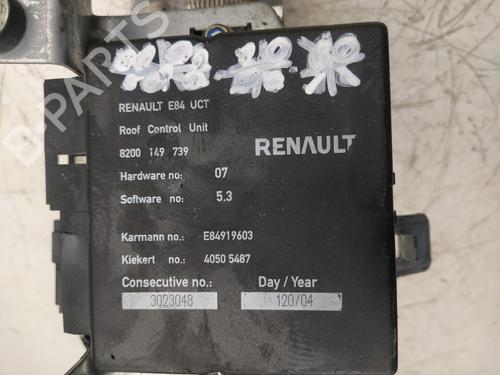 RENAULT E84 UCT
Roof Control Unit
8200 149 739
RENAULT
Hardware no: 07
Software no: 5.3
Karmann no.: E84919603
Kiekert no.: 4050 5487
Consecutive no.: Day / Year
3023048 120/04
B-PARTS